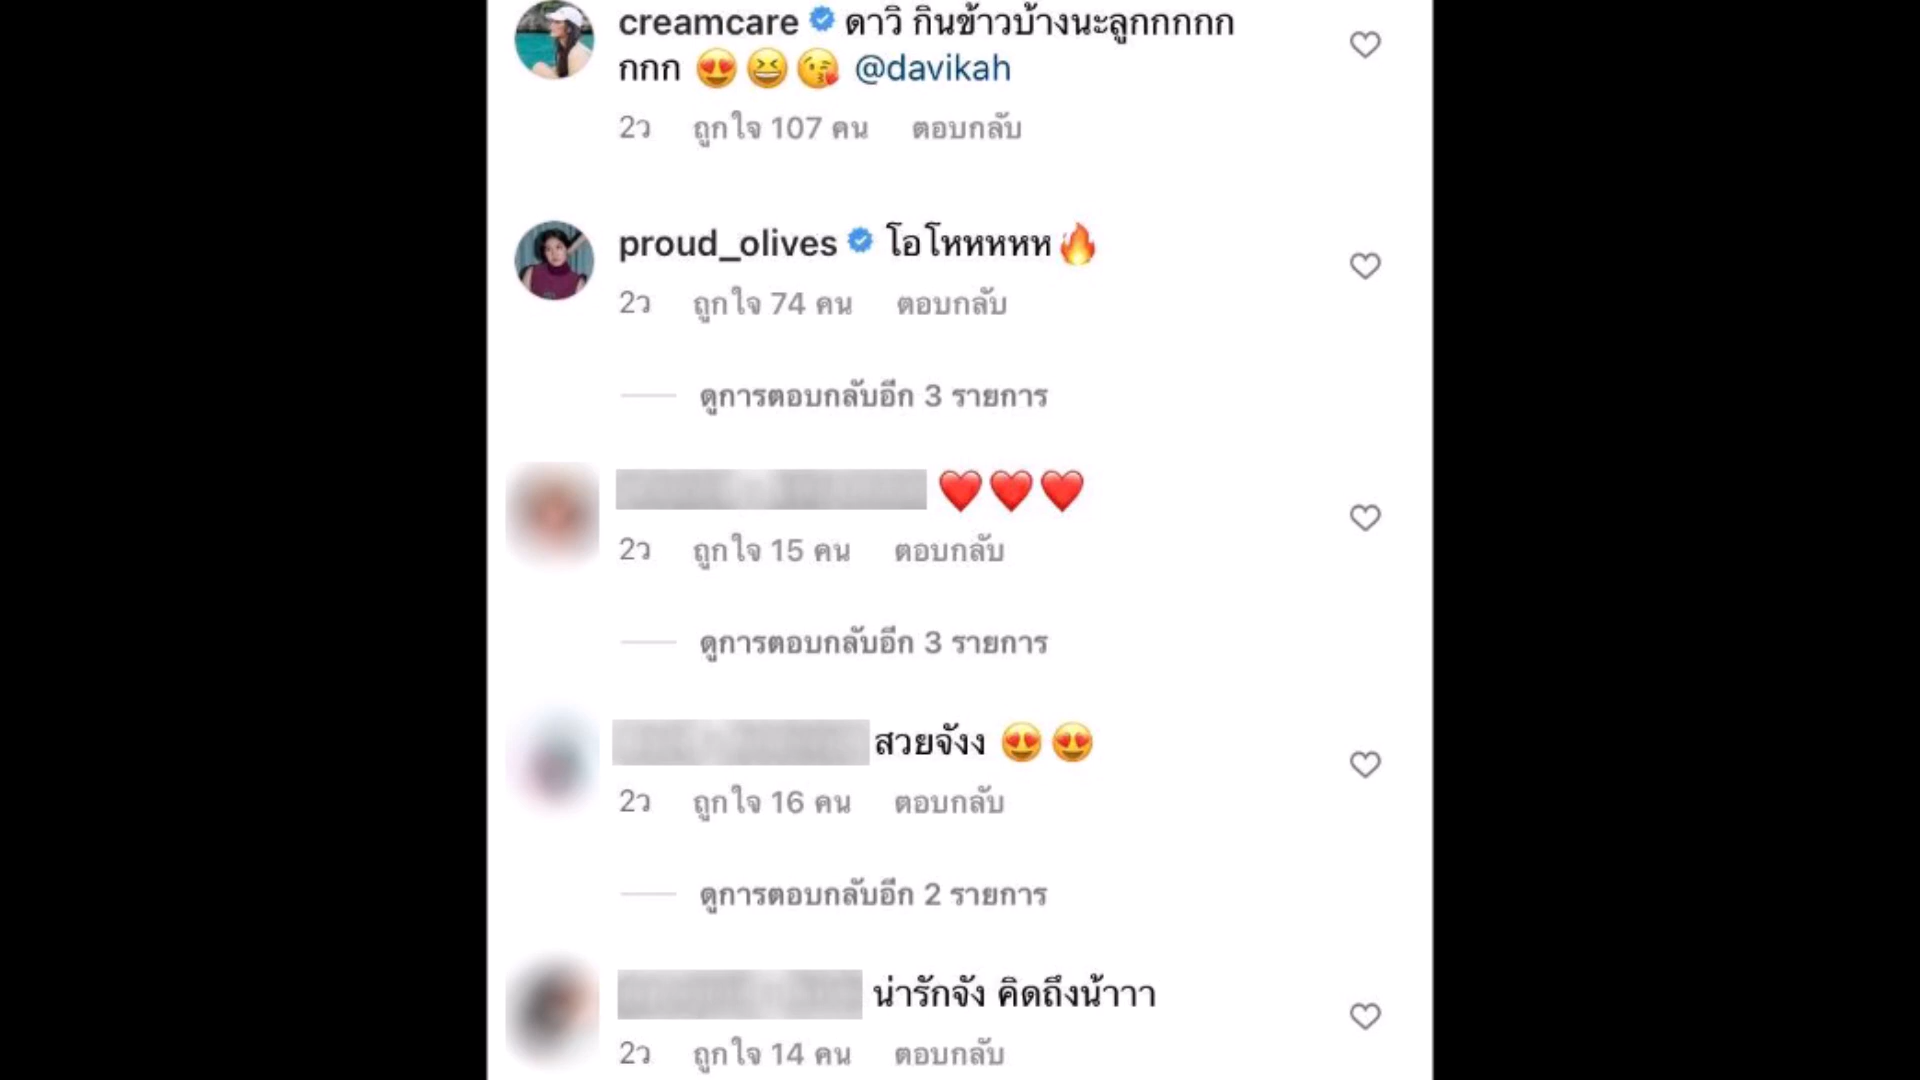 creamcare ดาวิ กินข้าวบ้างนะลูกกกกก
กกก 😍😆😘 @davikah
2ว ถูกใจ 107 คน ตอบกลับ
proud_olives โอโหหหหห🔥
2ว ถูกใจ 74 คน ตอบกลับ
ดูการตอบกลับอีก 3 รายการ
❤️❤️❤️
2ว ถูกใจ 15 คน ตอบกลับ
ดูการตอบกลับอีก 3 รายการ
สวยจังง 😍😍
2ว ถูกใจ 16 คน ตอบกลับ
ดูการตอบกลับอีก 2 รายการ
น่ารักจัง คิดถึงน้าาา
2ว ถูกใจ 14 คน ตอบกลับ